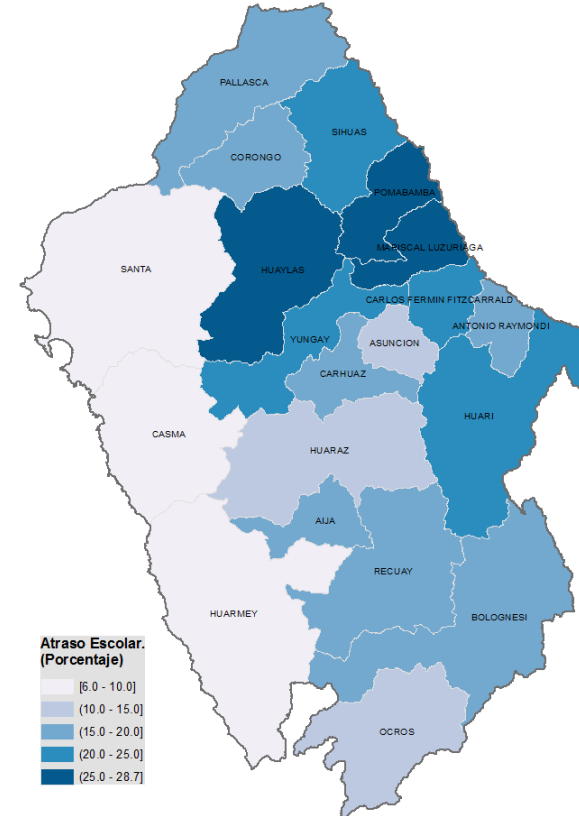 PALLASCA
SIHUAS
CORONGO
POMABAMBA
MARISCAL LUZURIAGA
SANTA
HUAYLAS
CARLOS FERMIN FITZCARRALD
ANTONIO RAYMONDI
YUNGAY
ASUNCION
CARHUAZ
HUARI
CASMA
HUARAZ
AIJA
RECUAY
HUARMEY
BOLOGNESI
OCROS
Atraso Escolar.
(Porcentaje)
[6.0 - 10.0]
(10.0 - 15.0]
(15.0 - 20.0]
(20.0 - 25.0]
(25.0 - 28.7]